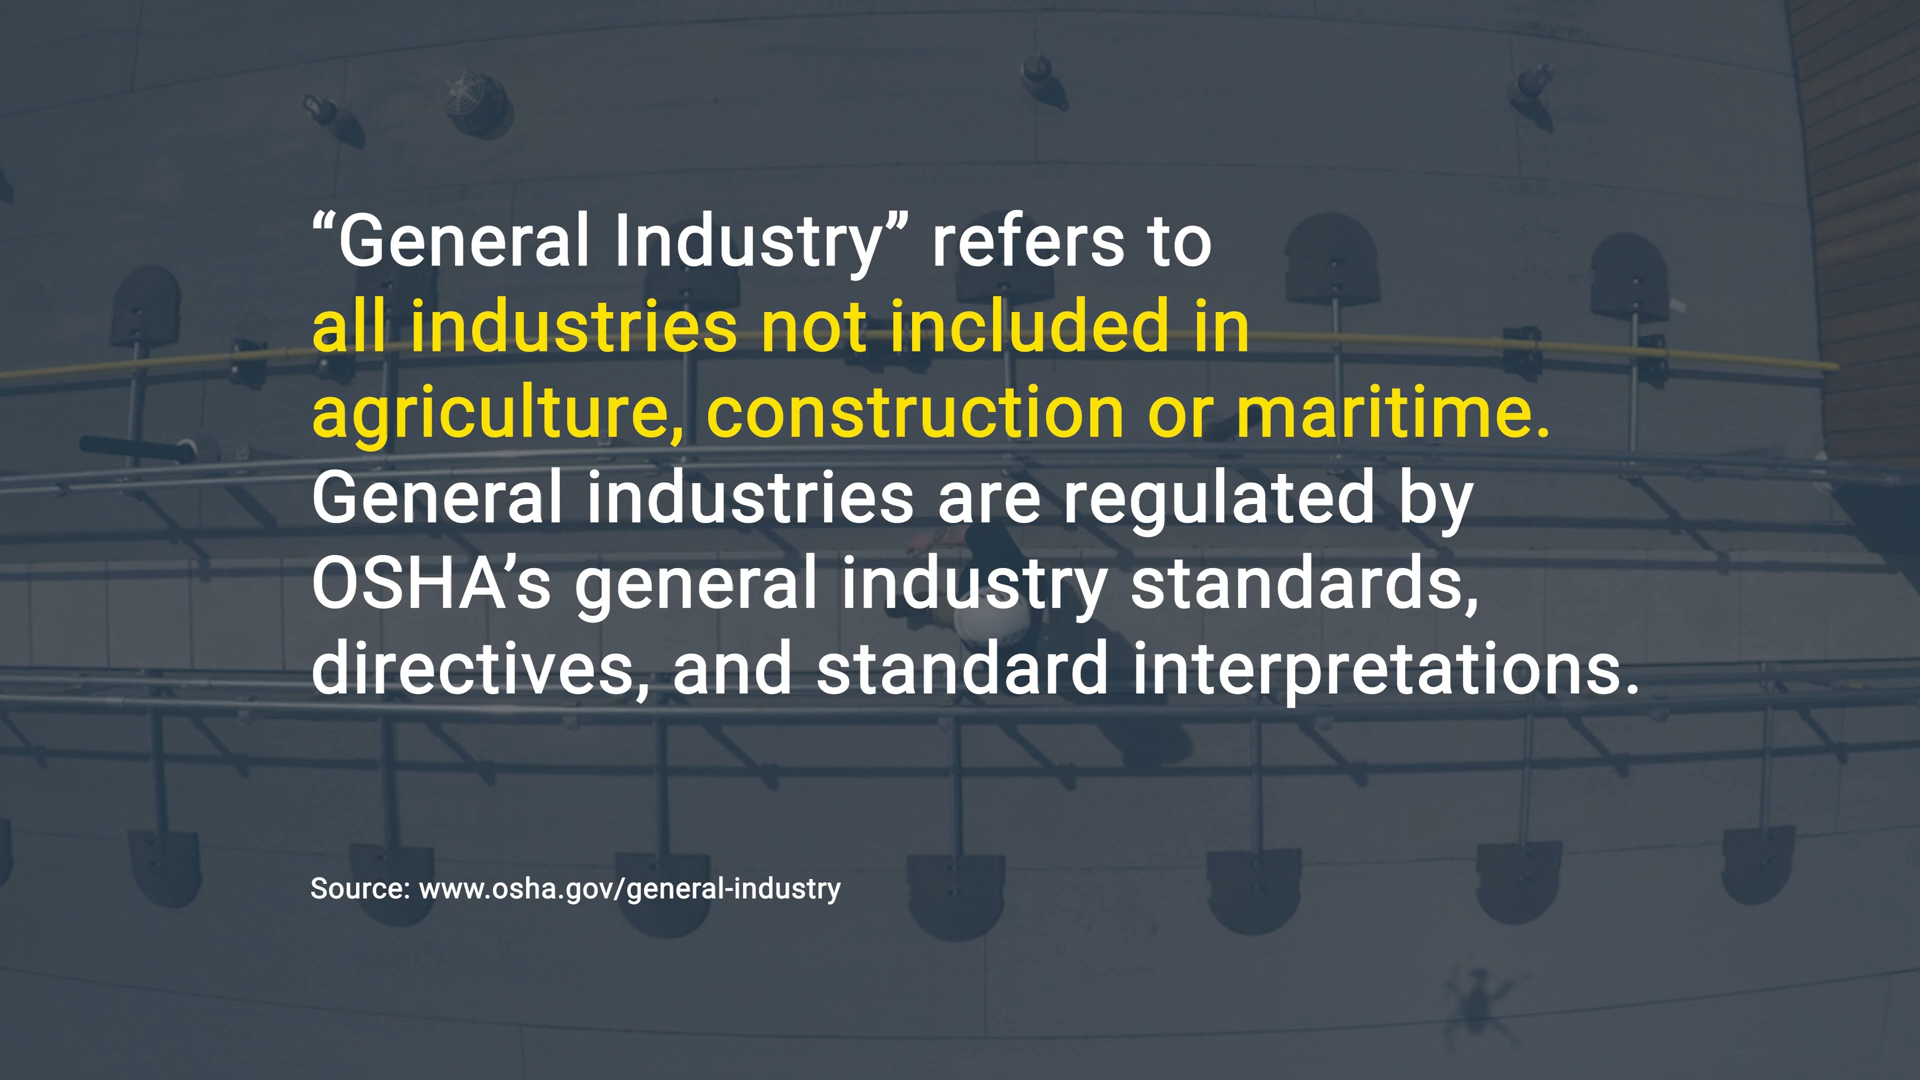 “General Industry” refers to
all industries not included in
agriculture, construction or maritime.
General industries are regulated by
OSHA’s general industry standards,
directives, and standard interpretations.
Source: www.osha.gov/general-industry